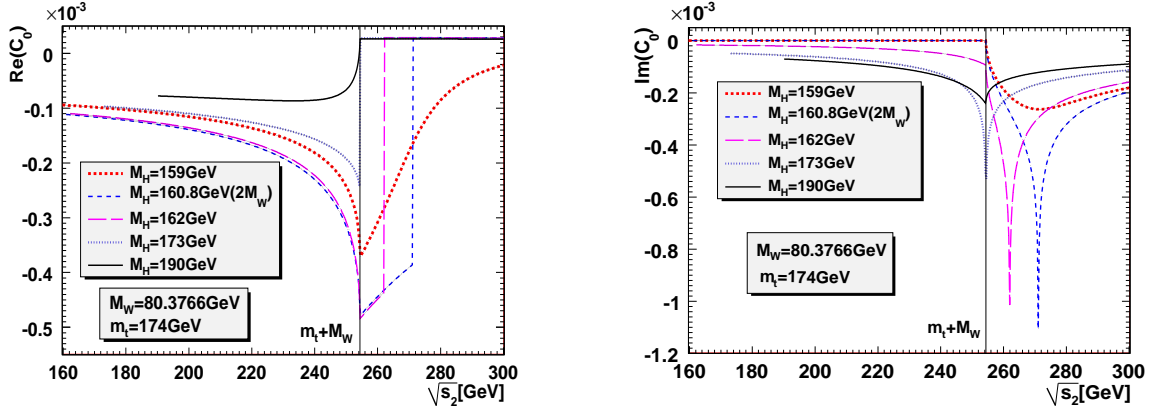 ×10⁻³
Re(C₀)
0
-0.1
-0.2
-0.3
-0.4
-0.5
M_H=159GeV
M_H=160.8GeV(2M_W)
M_H=162GeV
M_H=173GeV
M_H=190GeV
M_W=80.3766GeV
m_t=174GeV
m_t+M_W
160 180 200 220 240 260 280 300
√s₂[GeV]
×10⁻³
Im(C₀)
0
-0.2
-0.4
-0.6
-0.8
-1
-1.2
M_H=159GeV
M_H=160.8GeV(2M_W)
M_H=162GeV
M_H=173GeV
M_H=190GeV
M_W=80.3766GeV
m_t=174GeV
m_t+M_W
160 180 200 220 240 260 280 300
√s₂[GeV]